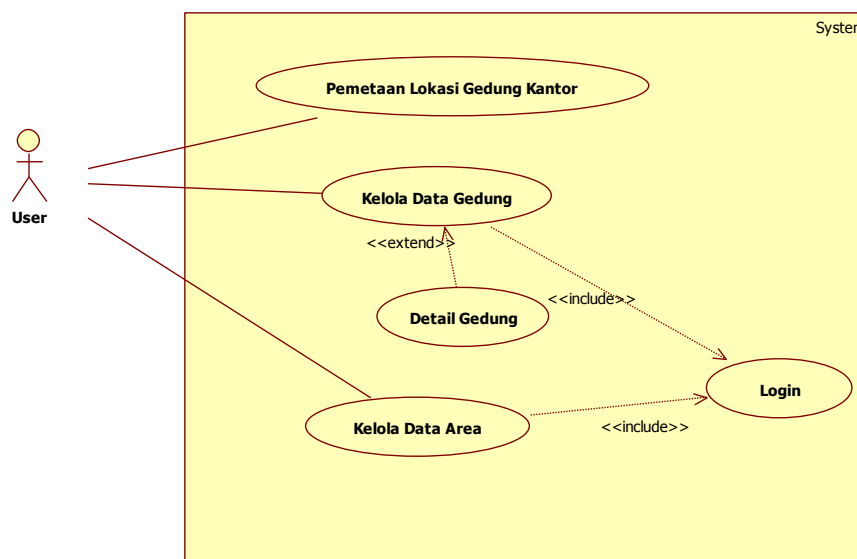 System
Pemetaan Lokasi Gedung Kantor
User
Kelola Data Gedung
<<extend>>
<<include>>
Detail Gedung
Login
Kelola Data Area
<<include>>